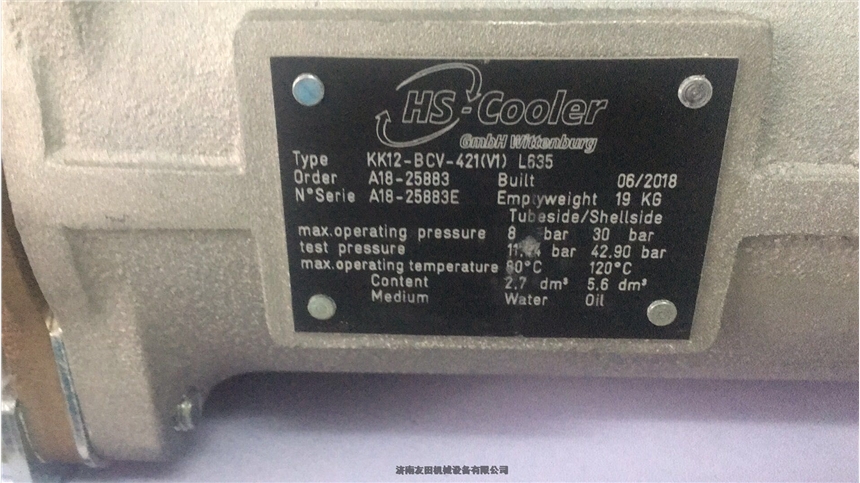 HS-Cooler
GmbH Wittenburg
Type KK12-BCV-421(V1) L635
Order A18-25883 Built 06/2018
N°Serie A18-25883E Emptyweight 19 KG
Tubeside/Shellside
max.operating pressure 8 bar 30 bar
test pressure bar 42.90 bar
max.operating temperature 120°C
Content 2.7 dm³ 5.6 dm³
Medium Water Oil
济南友田机械设备有限公司